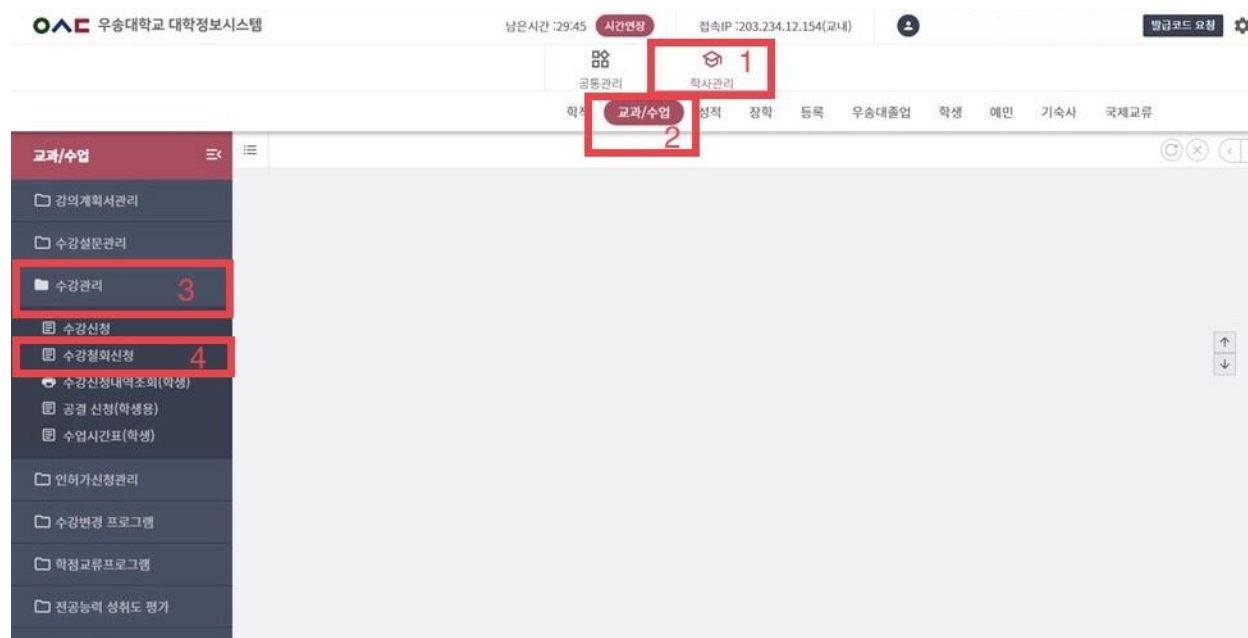 우송대학교 대학정보시스템
남은시간 :29:45 시간연장 접속IP :203.234.12.154(교내) 발급코드 요청
공통관리 학사관리 1
교과/수업 성적 장학 등록 우송대졸업 학생 예민 기숙사 국제교류
2
교과/수업
강의계획서관리
수강설문관리
수강관리 3
수강신청
수강철회신청 4
수강신청내역조회(학생)
공결 신청(학생용)
수업시간표(학생)
인허가신청관리
수강변경 프로그램
학점교류프로그램
전공능력 성취도 평가